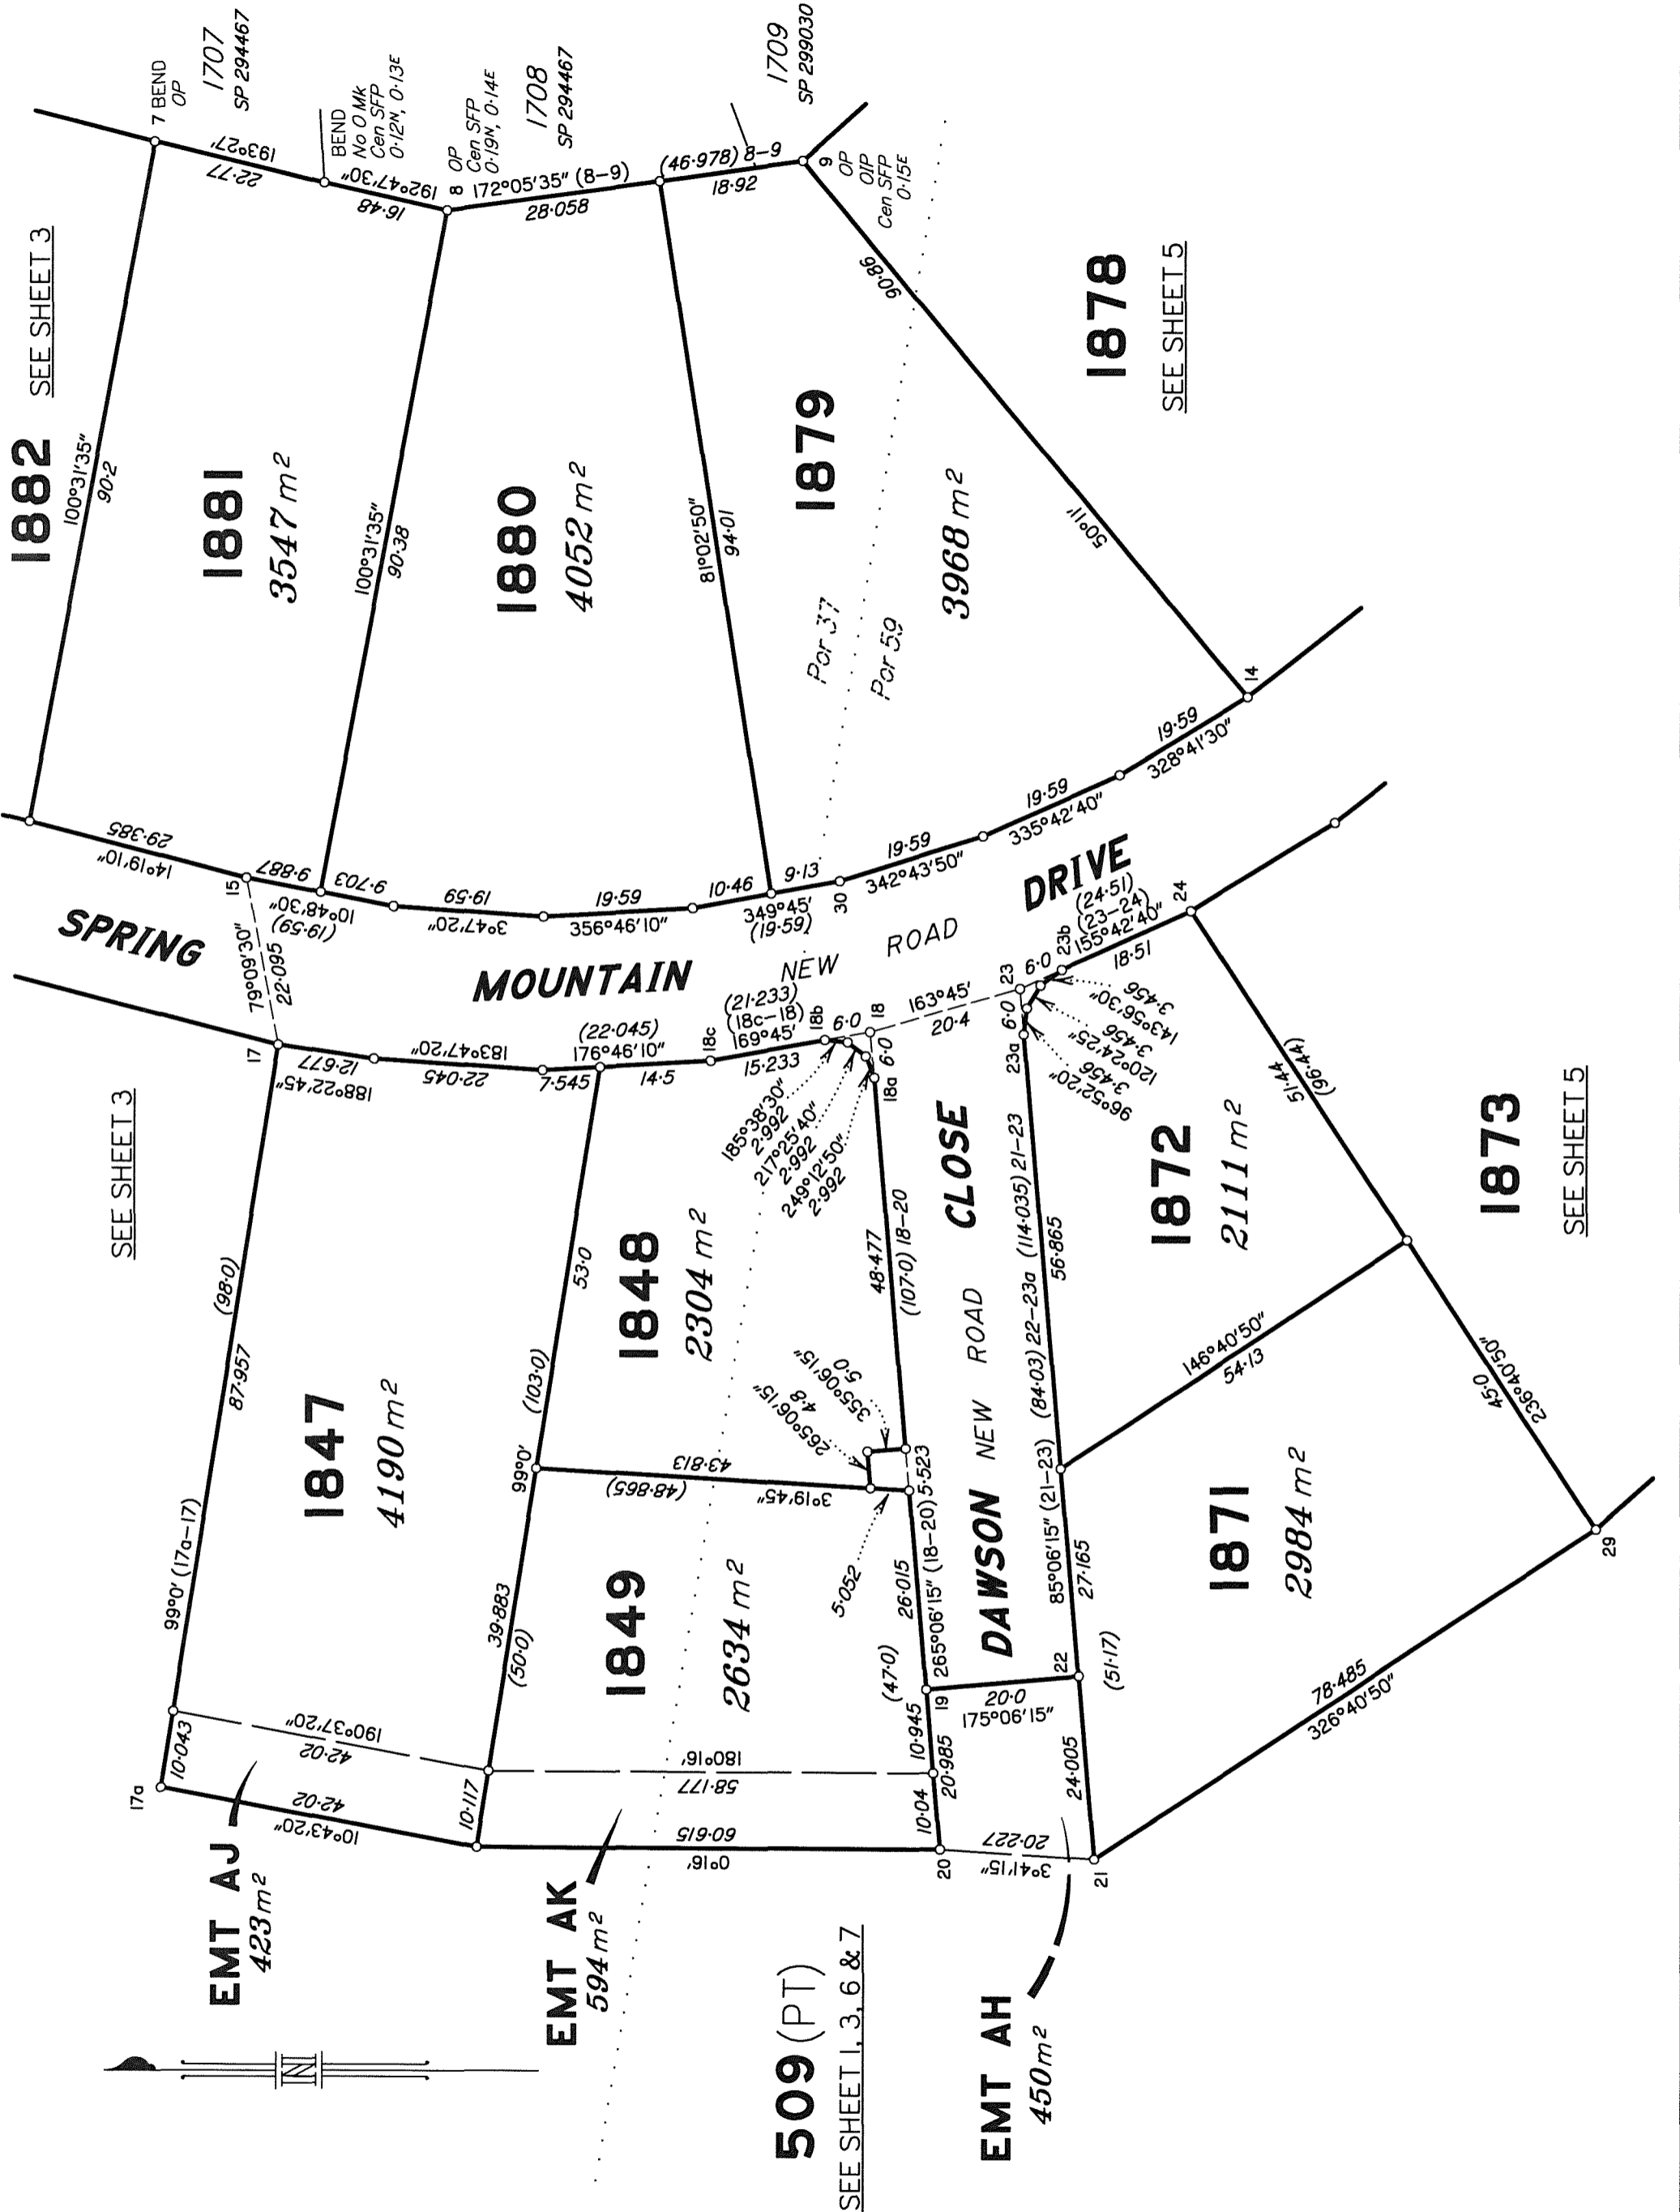 1882
SEE SHEET 3
100°31'35"
90·2
7 BEND
OP
1707
SP 294467
193°27'
22·77
BEND
No O Mk
Cen SFP
0·12N, 0·13E
192°47'30"
16·48
8 OP
Cen SFP
0·19N, 0·14E
1708
SP 294467
172°05'35" (8-9)
28·058
(46·978) 8-9
18·92
1709
SP 299030
9
OP
OIP
Cen SFP
0·15E
1881
3547 m²
100°31'35"
90·38
1880
4052 m²
81°02'50"
94·01
1879
3968 m²
Por 37
Por 59
90·86
50°11'
1878
SEE SHEET 5
14
14°19'10"
29·385
15
9·887
10°48'30"
(19·59)
9·703
3°47'20"
19·59
356°46'10"
19·59
10·46
349°45'
(19·59)
9·13
30
19·59
342°43'50"
19·59
335°42'40"
19·59
328°41'30"
SPRING
MOUNTAIN
DRIVE
NEW ROAD
79°09'30"
22·095
17
188°22'45"
12·677
183°47'20"
22·045
7·545
(22·045)
176°46'10"
14·5
18c
(21·233)
(18c-18)
169°45'
15·233
18b
6·0
18
6·0
18a
163°45'
20·4
23
6·0
6·0
23a
23b
(24·51)
(23-24)
155°42'40"
18·51
24
185°38'30"
2·992
217°25'40"
2·992
249°12'50"
2·992
3·456
143°56'30"
3·456
120°24'25"
3·456
96°52'20"
SEE SHEET 3
1847
4190 m²
99°0' (17a-17)
87·957
(98·0)
17a
10·043
190°37'20"
42·02
42·02
10°43'20"
10·117
EMT AJ
423 m²
99°0'
53·0
(103·0)
39·883
(50·0)
1848
2304 m²
43·813
(48·865)
3°19'45"
265°06'15"
4·8
355°06'15"
5·0
48·477
(107·0) 18-20
5·523
5·052
1849
2634 m²
26·015
265°06'15" (18-20)
(47·0)
19
10·945
20·985
10·04
180°16'
58·177
60·615
0°16'
EMT AK
594 m²
20
20·227
3°41'15"
21
DAWSON
CLOSE
NEW ROAD
20·0
175°06'15"
22
24·005
(51·17)
27·165
85°06'15" (21-23)
(84·03) 22-23a
(114·035) 21-23
56·865
1872
2111 m²
51·44
(96·44)
146°40'50"
54·13
1871
2984 m²
45·0
236°40'50"
29
78·485
326°40'50"
1873
SEE SHEET 5
509 (PT)
SEE SHEET 1, 3, 6 & 7
EMT AH
450 m²
N